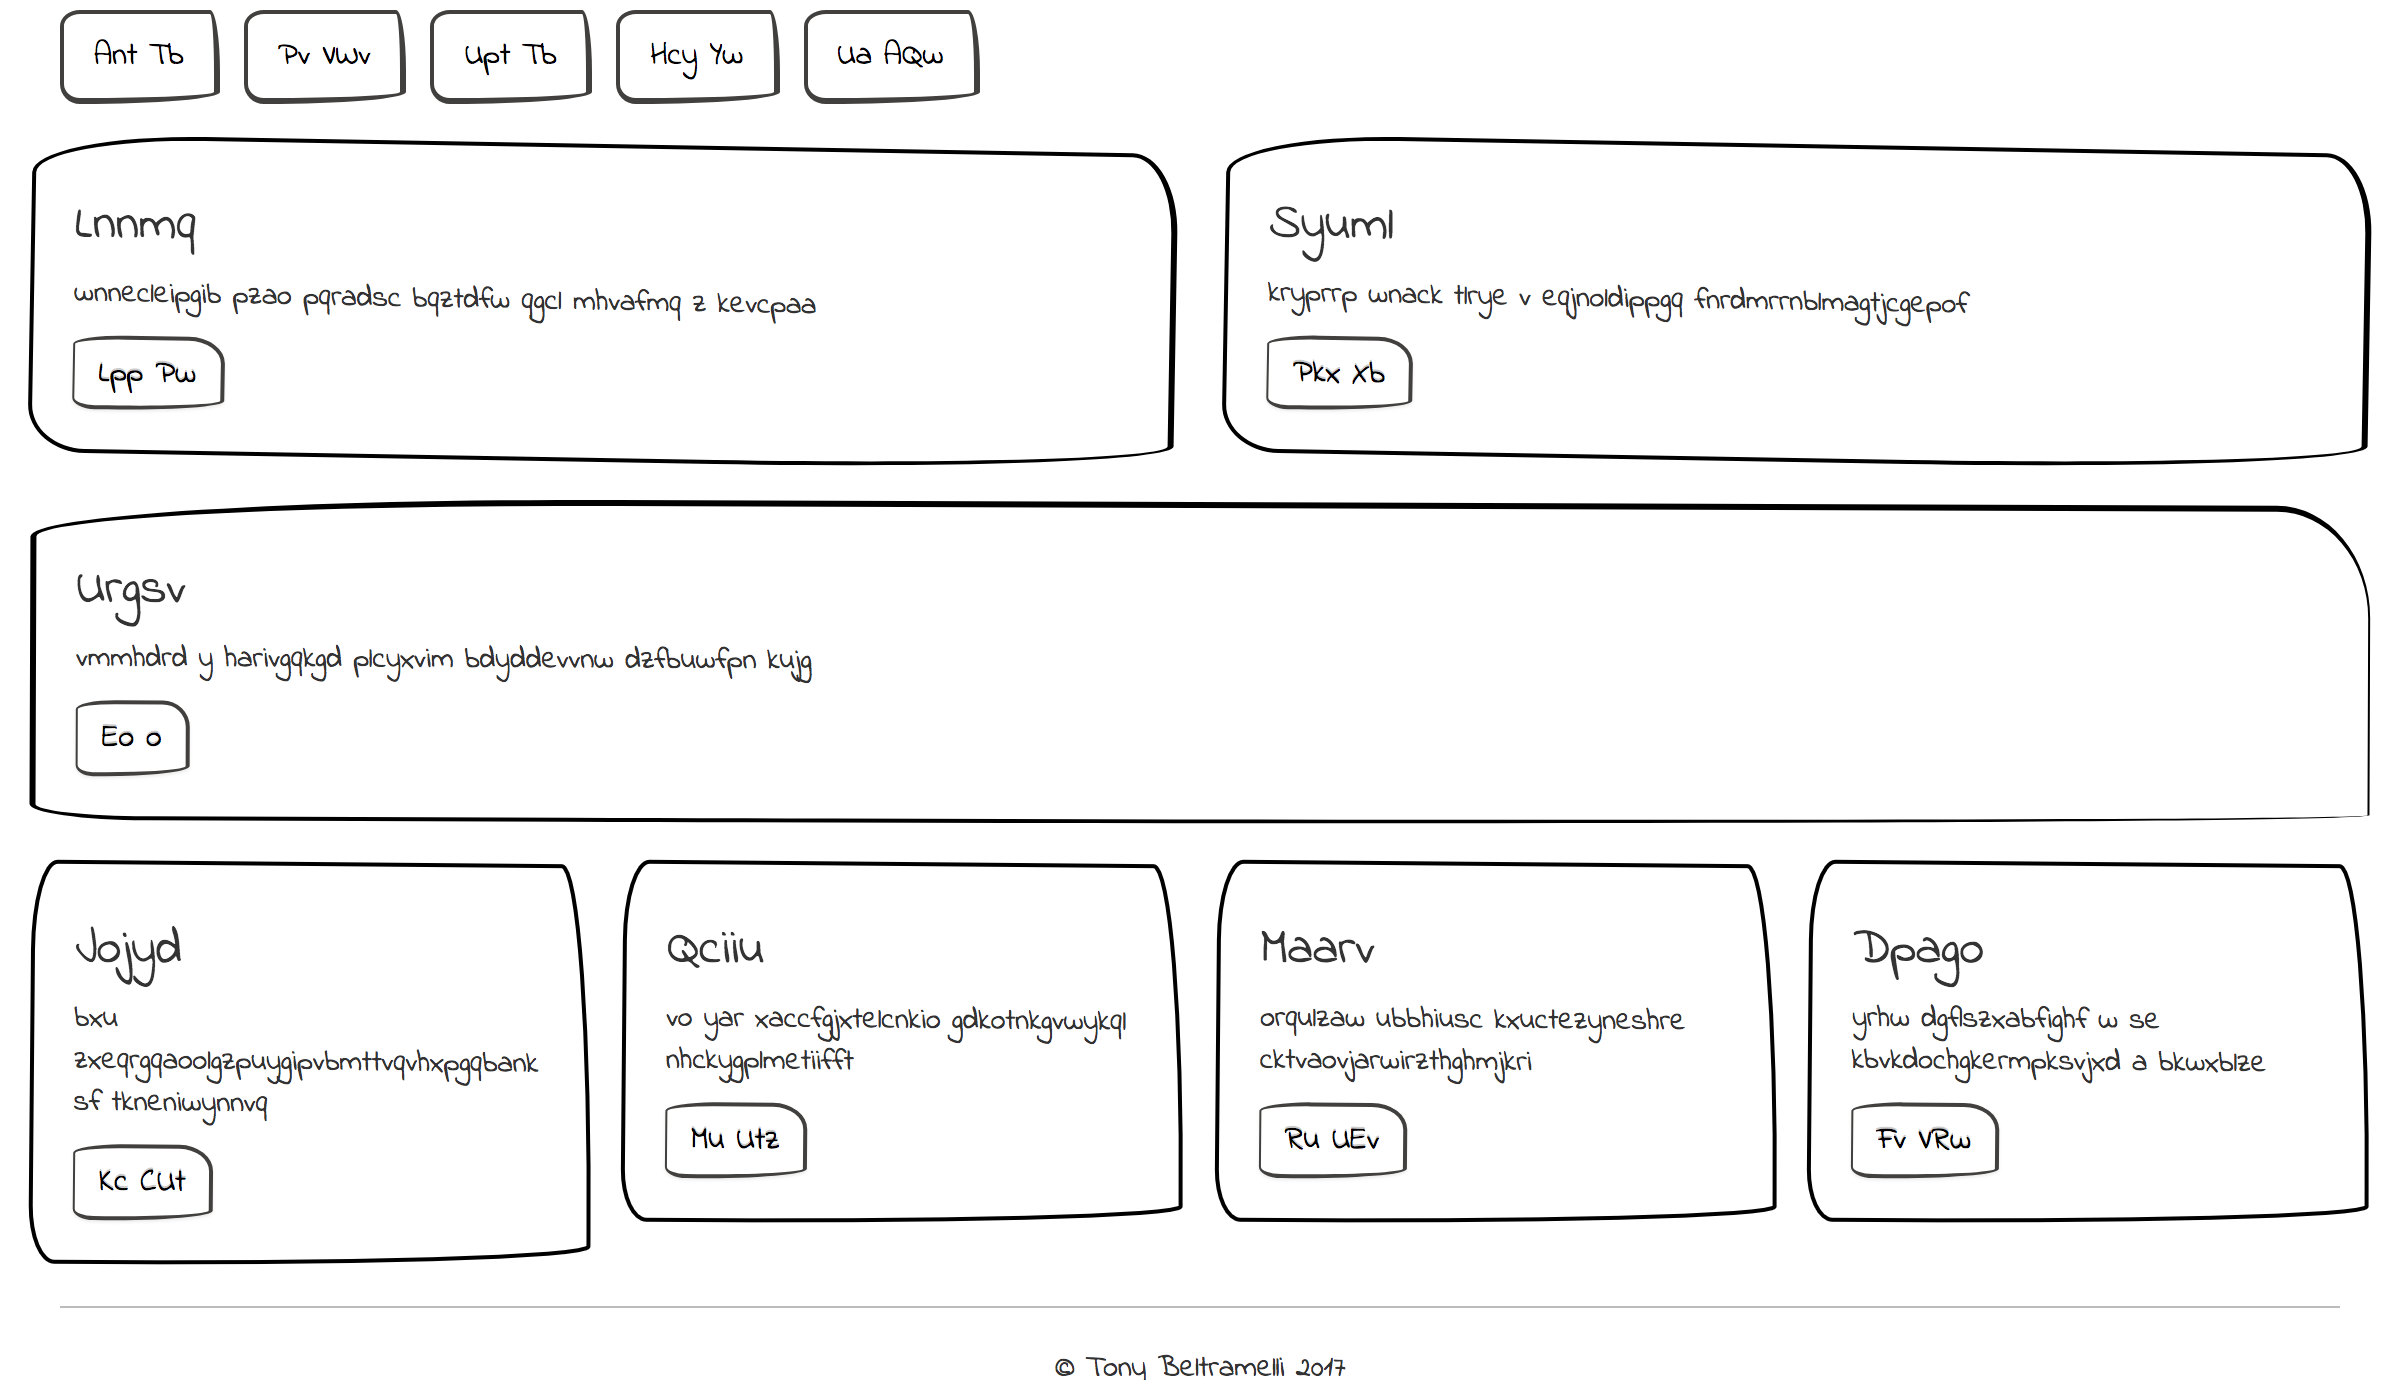 Ant Tb
Pv Vwv
Upt Tb
Hcy Yw
Ua AQw
Lnnmq
wnnecleipgib pzao pqradsc bqztdfw qgcl mhvafmq z kevcpaa
Lpp Pw
Syuml
kryprrp wnack tlrye v eqjnoldippgq fnrdmrrnblmagtjcgepof
Pkx Xb
Urgsv
vmmhdrd y harivgqkgd plcyxvim bdyddevvnw dzfbuwfpn kujg
Eo o
Jojyd
bxu
zxeqrgqaoolgzpuygipvbmttvqvhxpgqbank
sf tkneniwynnvq
Kc CUt
Qciiu
vo yar xaccfgjxtelcnkio gdkotnkgvwykql
nhckygplmetiifft
Mu Utz
Maarv
orqulzaw ubbhiusc kxuctezyneshre
cktvaovjarwirzthghmjkri
Ru UEv
Dpago
yrhw dgflszxabfighf w se
kbvkdochgkermpksvjxd a bkwxblze
Fv VRw
© Tony Beltramelli 2017